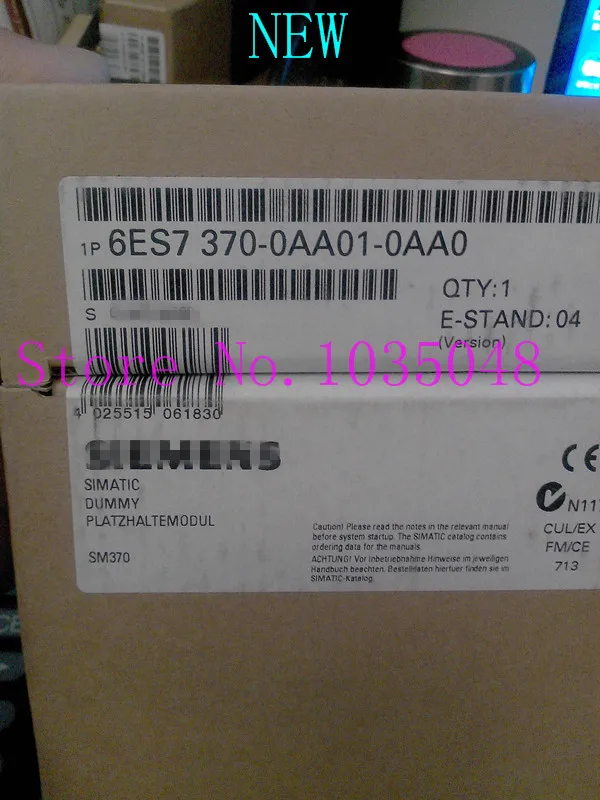 NEW
1P 6ES7 370-0AA01-0AA0
QTY:1
S
E-STAND: 04
(Version)
Store No. 1035048
4 025515 061830
SIEMENS
SIMATIC
DUMMY
PLATZHALTEMODUL
SM370
Caution! Please read the notes in the relevant manual
before system startup. The SIMATIC catalog contains
ordering data for the manuals.
ACHTUNG! Vor Inbetriebnahme Hinweise im jeweiligen
Handbuch beachten. Bestelldaten hierfuer finden sie im
SIMATIC-Katalog.
CE
N117
CUL/EX
FM/CE
713